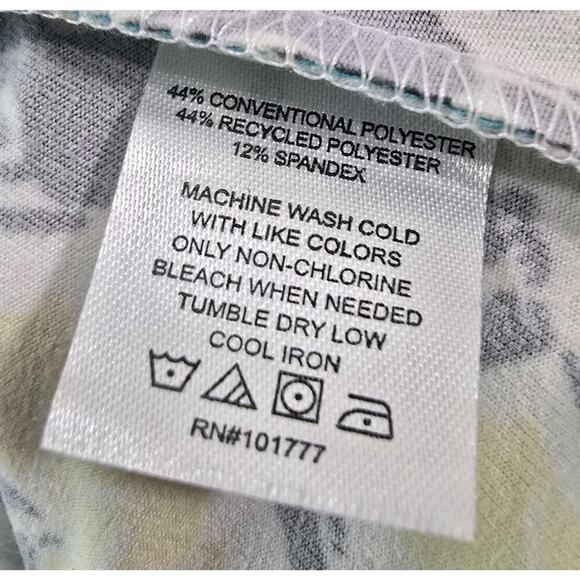 44% CONVENTIONAL POLYESTER
44% RECYCLED POLYESTER
12% SPANDEX
MACHINE WASH COLD
WITH LIKE COLORS
ONLY NON-CHLORINE
BLEACH WHEN NEEDED
TUMBLE DRY LOW
COOL IRON
RN#101777